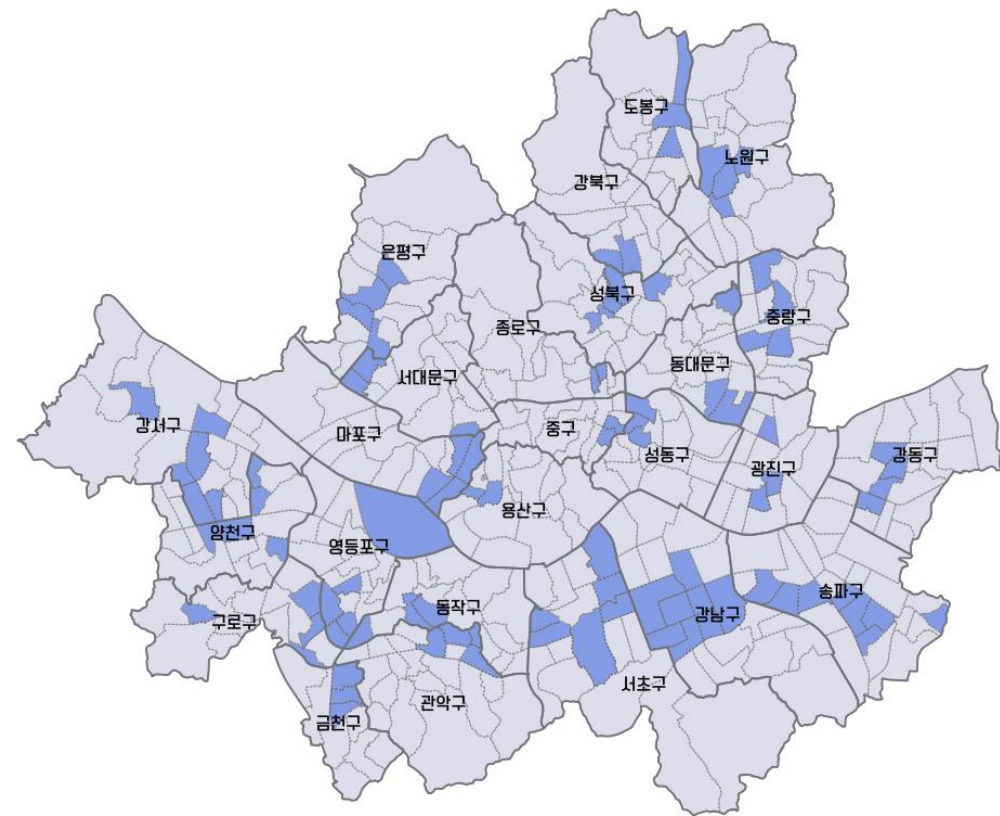 도봉구
노원구
강북구
은평구
성북구
중랑구
종로구
동대문구
서대문구
강서구
마포구
중구
성동구
광진구
강동구
용산구
양천구
영등포구
송파구
동작구
강남구
구로구
서초구
관악구
금천구